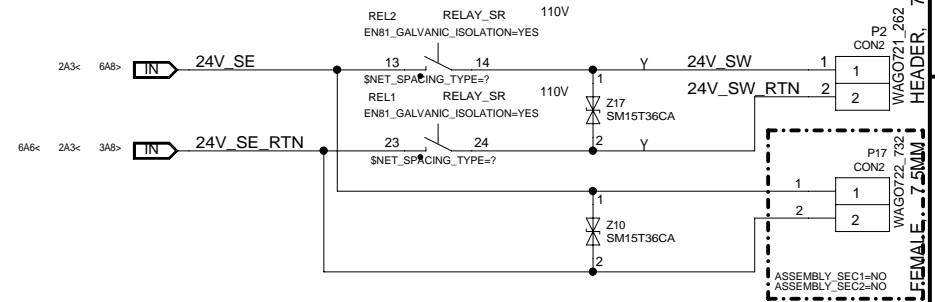 REL2 RELAY_SR 110V
EN81_GALVANIC_ISOLATION=YES
2A3< 6A8> IN 24V_SE 13 14 Y 24V_SW
$NET_SPACING_TYPE=?
REL1 RELAY_SR 110V
EN81_GALVANIC_ISOLATION=YES
6A6< 2A3< 3A8> IN 24V_SE_RTN 23 24 Y
$NET_SPACING_TYPE=?
1
Z17
SM15T36CA
2
24V_SW_RTN
P2
CON2
1 1
2 2
WAGO721_262
HEADER, 7
1
Z10
SM15T36CA
2
P17
CON2
1 1
2 2
WAGO722_732
FEMALE, 7.5MM
ASSEMBLY_SEC1=NO
ASSEMBLY_SEC2=NO